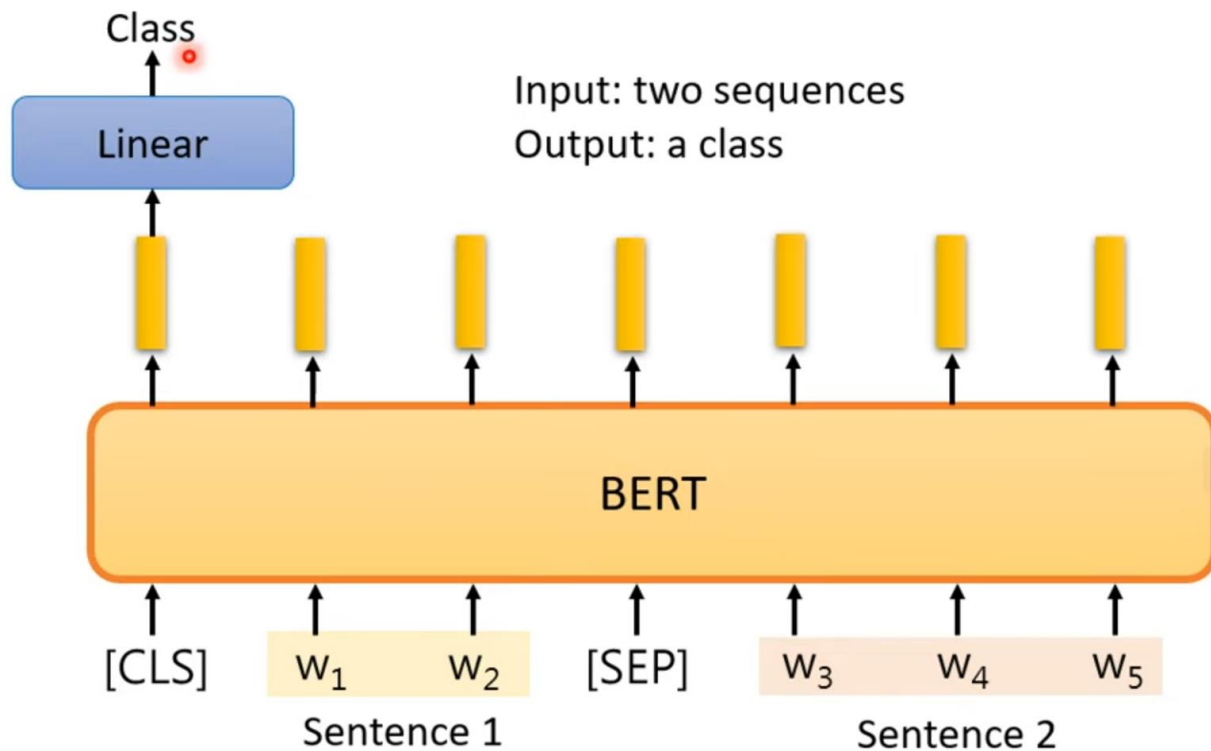 Class
Input: two sequences
Linear
Output: a class
BERT
[CLS] w₁ w₂ [SEP] w₃ w₄ w₅
Sentence 1 Sentence 2